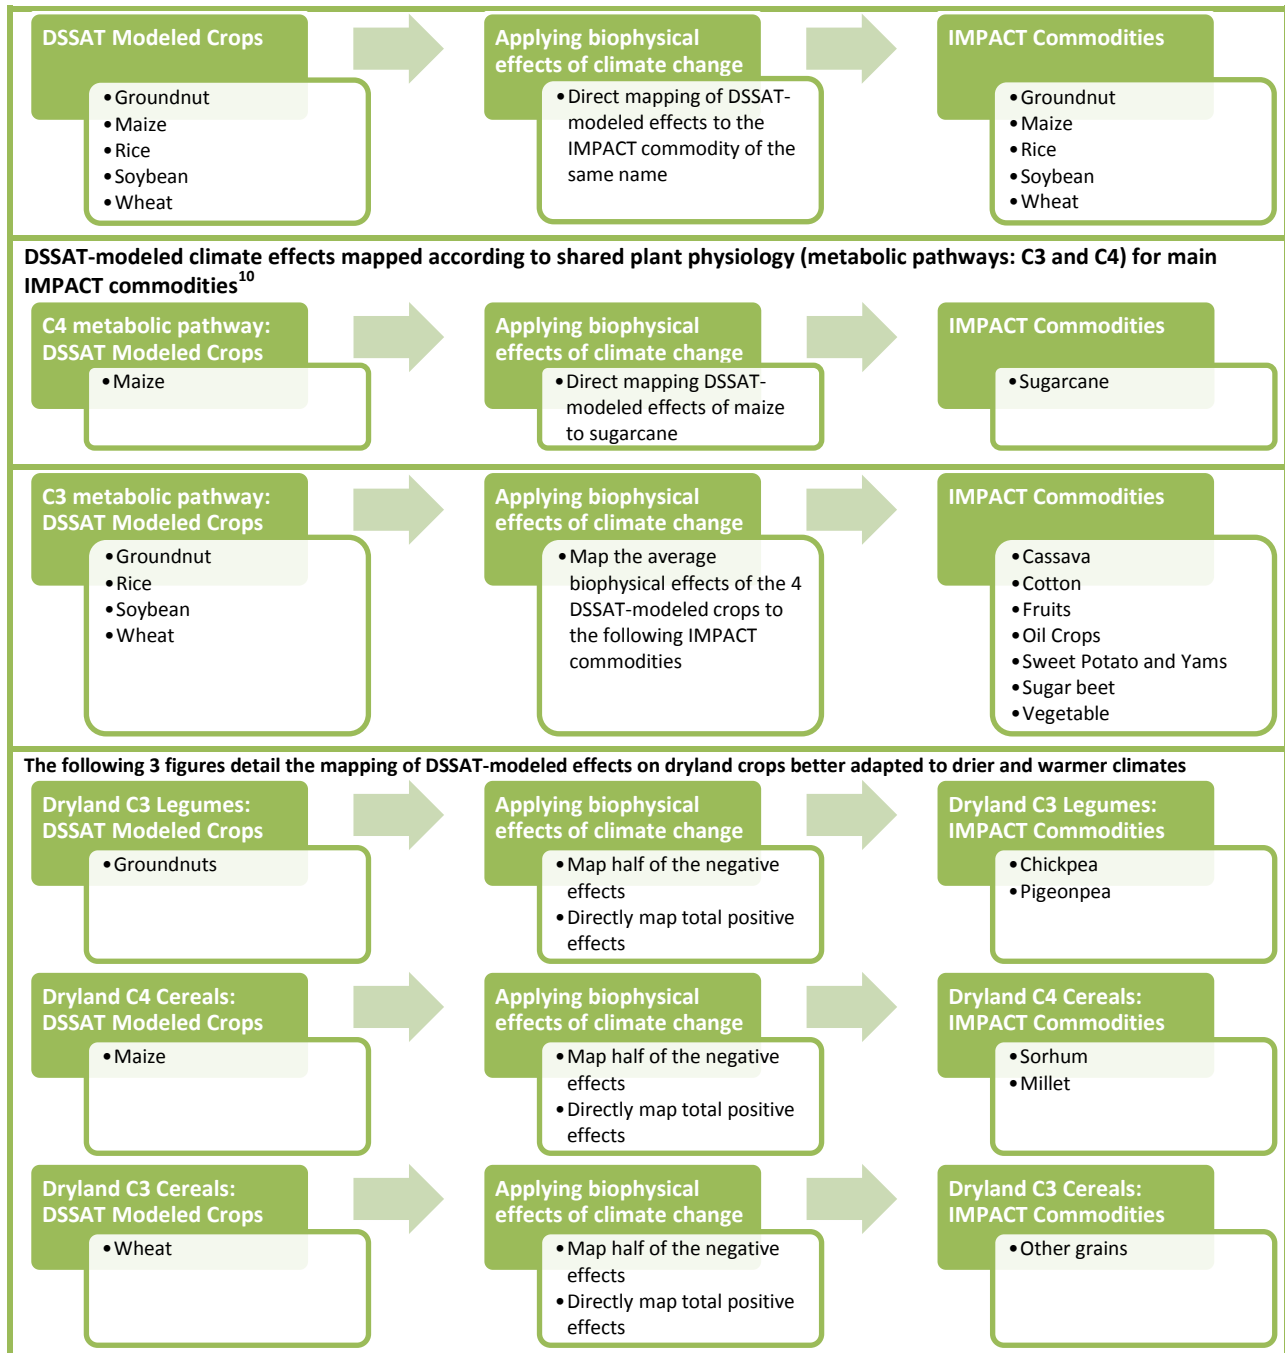 DSSAT Modeled Crops
•Groundnut
•Maize
•Rice
•Soybean
•Wheat
Applying biophysical
effects of climate change
•Direct mapping of DSSAT-
modeled effects to the
IMPACT commodity of the
same name
IMPACT Commodities
•Groundnut
•Maize
•Rice
•Soybean
•Wheat
DSSAT-modeled climate effects mapped according to shared plant physiology (metabolic pathways: C3 and C4) for main
IMPACT commodities10
C4 metabolic pathway:
DSSAT Modeled Crops
•Maize
Applying biophysical
effects of climate change
•Direct mapping DSSAT-
modeled effects of maize
to sugarcane
IMPACT Commodities
•Sugarcane
C3 metabolic pathway:
DSSAT Modeled Crops
•Groundnut
•Rice
•Soybean
•Wheat
Applying biophysical
effects of climate change
•Map the average
biophysical effects of the 4
DSSAT-modeled crops to
the following IMPACT
commodities
IMPACT Commodities
•Cassava
•Cotton
•Fruits
•Oil Crops
•Sweet Potato and Yams
•Sugar beet
•Vegetable
The following 3 figures detail the mapping of DSSAT-modeled effects on dryland crops better adapted to drier and warmer climates
Dryland C3 Legumes:
DSSAT Modeled Crops
•Groundnuts
Applying biophysical
effects of climate change
•Map half of the negative
effects
•Directly map total positive
effects
Dryland C3 Legumes:
IMPACT Commodities
•Chickpea
•Pigeonpea
Dryland C4 Cereals:
DSSAT Modeled Crops
•Maize
Applying biophysical
effects of climate change
•Map half of the negative
effects
•Directly map total positive
effects
Dryland C4 Cereals:
IMPACT Commodities
•Sorhum
•Millet
Dryland C3 Cereals:
DSSAT Modeled Crops
•Wheat
Applying biophysical
effects of climate change
•Map half of the negative
effects
•Directly map total positive
effects
Dryland C3 Cereals:
IMPACT Commodities
•Other grains